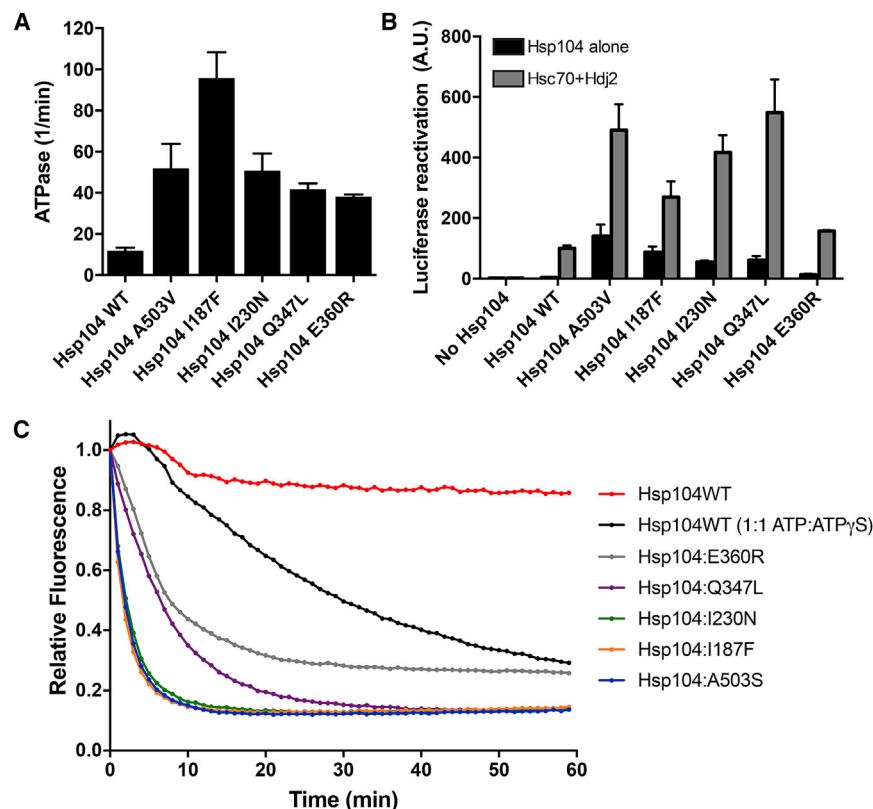 A
ATPase (1/min)
120
100
80
60
40
20
0
Hsp104 WT
Hsp104 A503V
Hsp104 I187F
Hsp104 I230N
Hsp104 Q347L
Hsp104 E360R
B
Luciferase reactivation (A.U.)
800
600
400
200
0
Hsp104 alone
Hsc70+Hdj2
No Hsp104
Hsp104 WT
Hsp104 A503V
Hsp104 I187F
Hsp104 I230N
Hsp104 Q347L
Hsp104 E360R
C
Relative Fluorescence
1.0
0.8
0.6
0.4
0.2
0.0
0
10
20
30
40
50
60
Time (min)
Hsp104WT
Hsp104WT (1:1 ATP:ATPγS)
Hsp104:E360R
Hsp104:Q347L
Hsp104:I230N
Hsp104:I187F
Hsp104:A503S